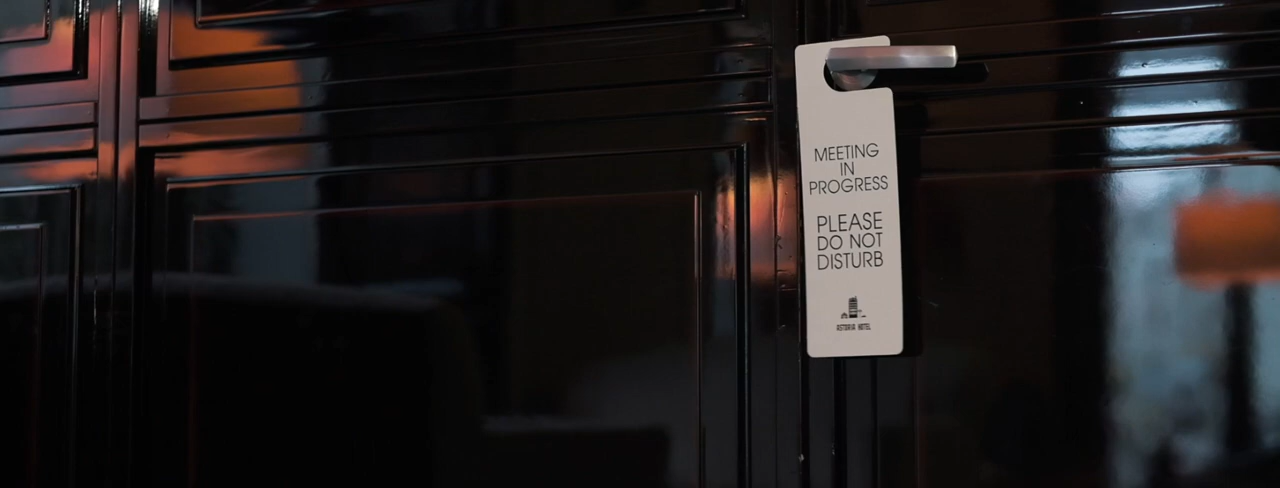 MEETING
IN
PROGRESS
PLEASE
DO NOT
DISTURB
ASTORIA HOTEL